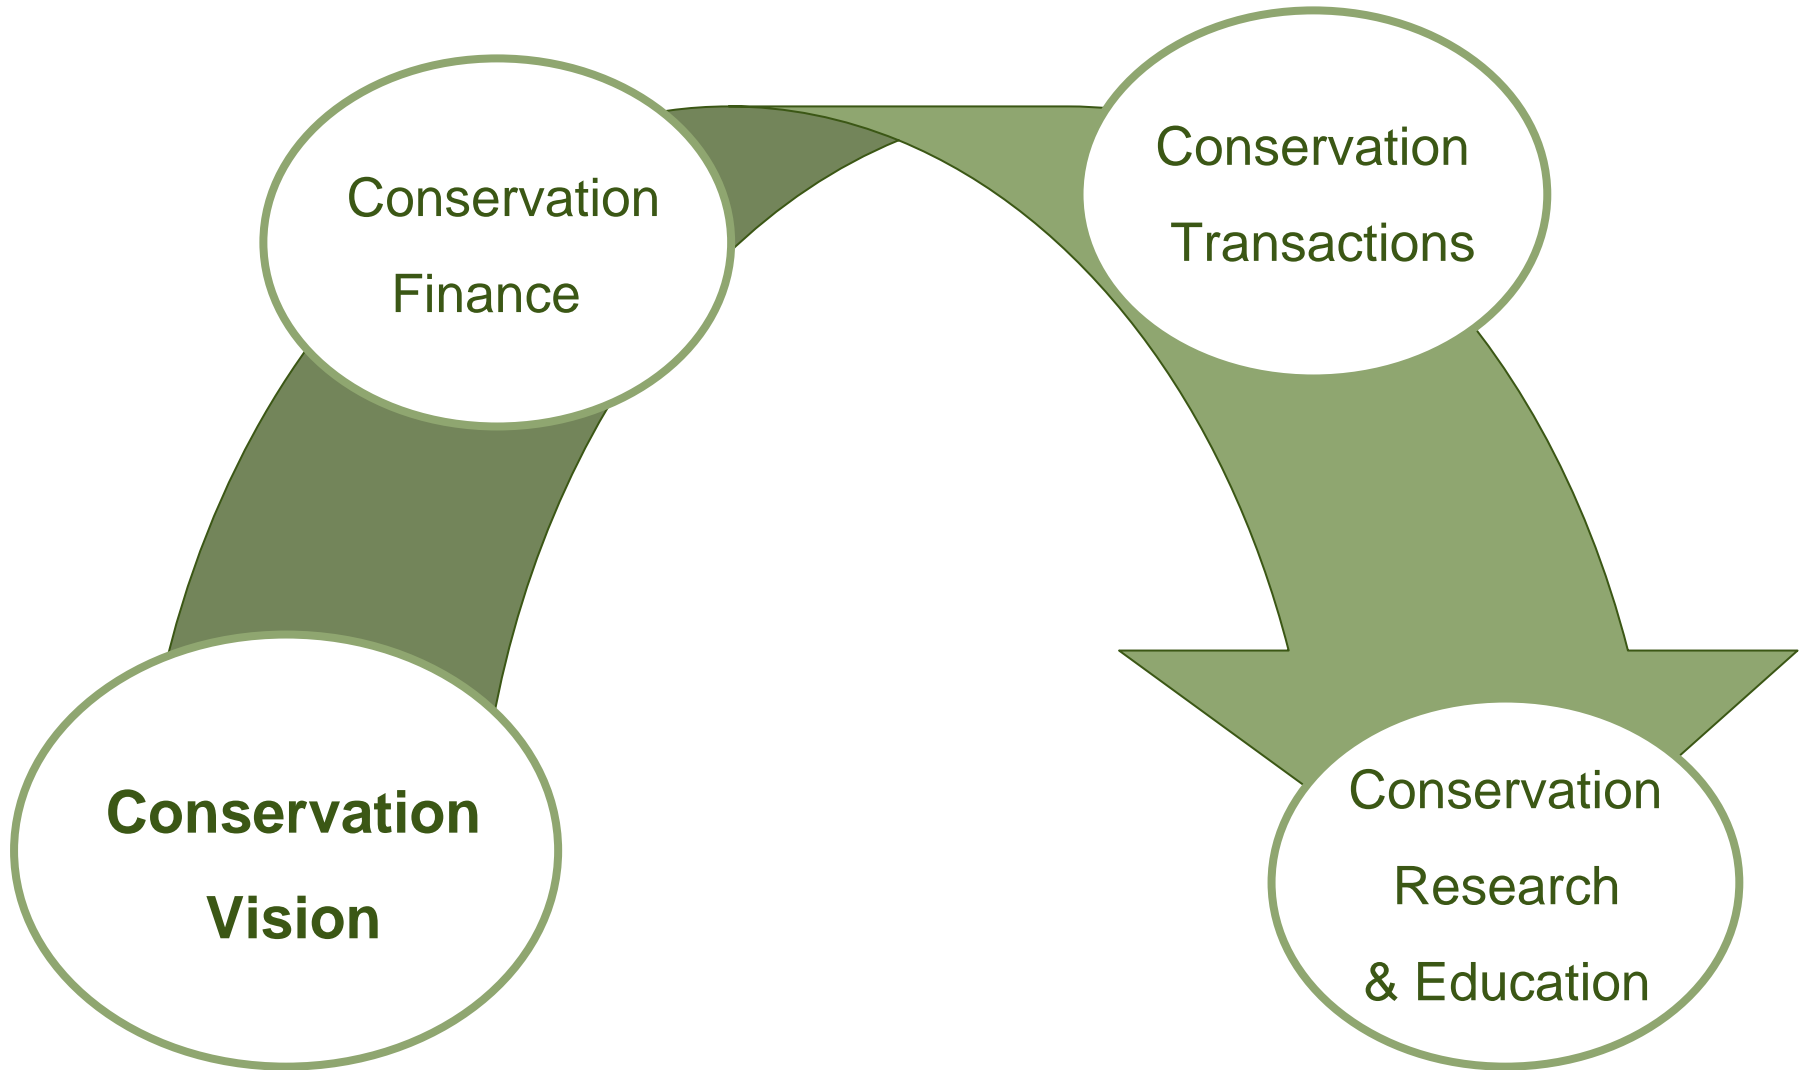 Conservation
Finance
Conservation
Transactions
Conservation
Vision
Conservation
Research
& Education